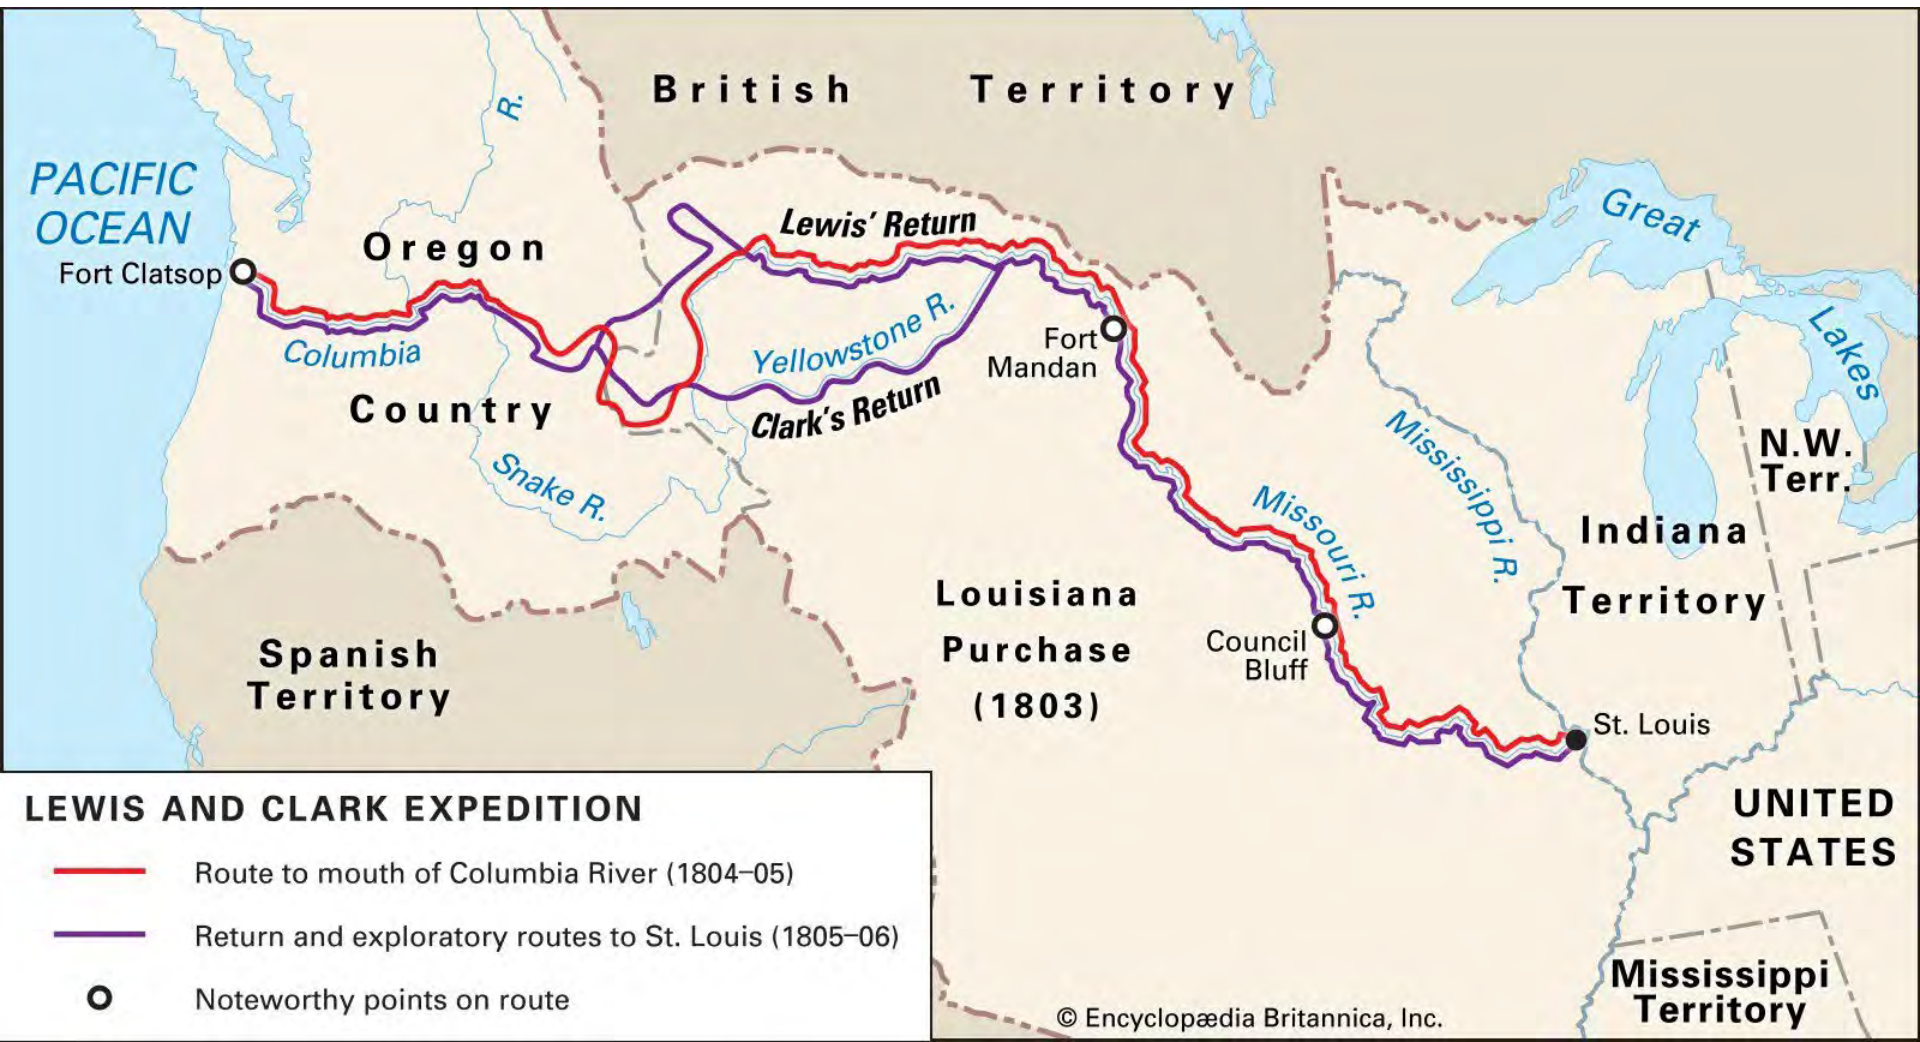 British Territory
PACIFIC
OCEAN
R.
Great
Lakes
Lewis' Return
Oregon
Country
Fort Clatsop
Columbia
Yellowstone R.
Clark's Return
Fort
Mandan
Snake R.
Mississippi R.
Missouri R.
N.W.
Terr.
Indiana
Territory
Louisiana
Purchase
(1803)
Council
Bluff
Spanish
Territory
St. Louis
UNITED
STATES
Mississippi
Territory
LEWIS AND CLARK EXPEDITION
Route to mouth of Columbia River (1804–05)
Return and exploratory routes to St. Louis (1805–06)
Noteworthy points on route
© Encyclopædia Britannica, Inc.